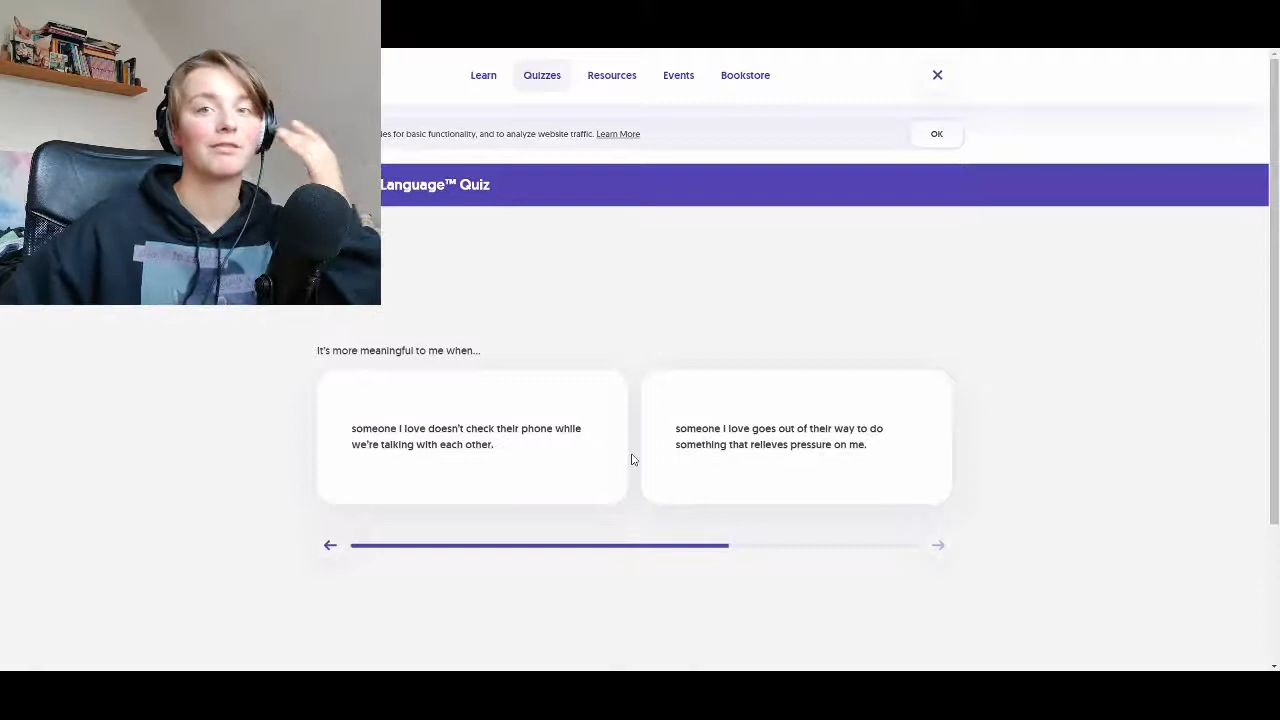 Learn
Quizzes
Resources
Events
Bookstore
for basic functionality, and to analyze website traffic. Learn More
OK
Language™ Quiz
It's more meaningful to me when...
someone I love doesn't check their phone while
we're talking with each other.
someone I love goes out of their way to do
something that relieves pressure on me.